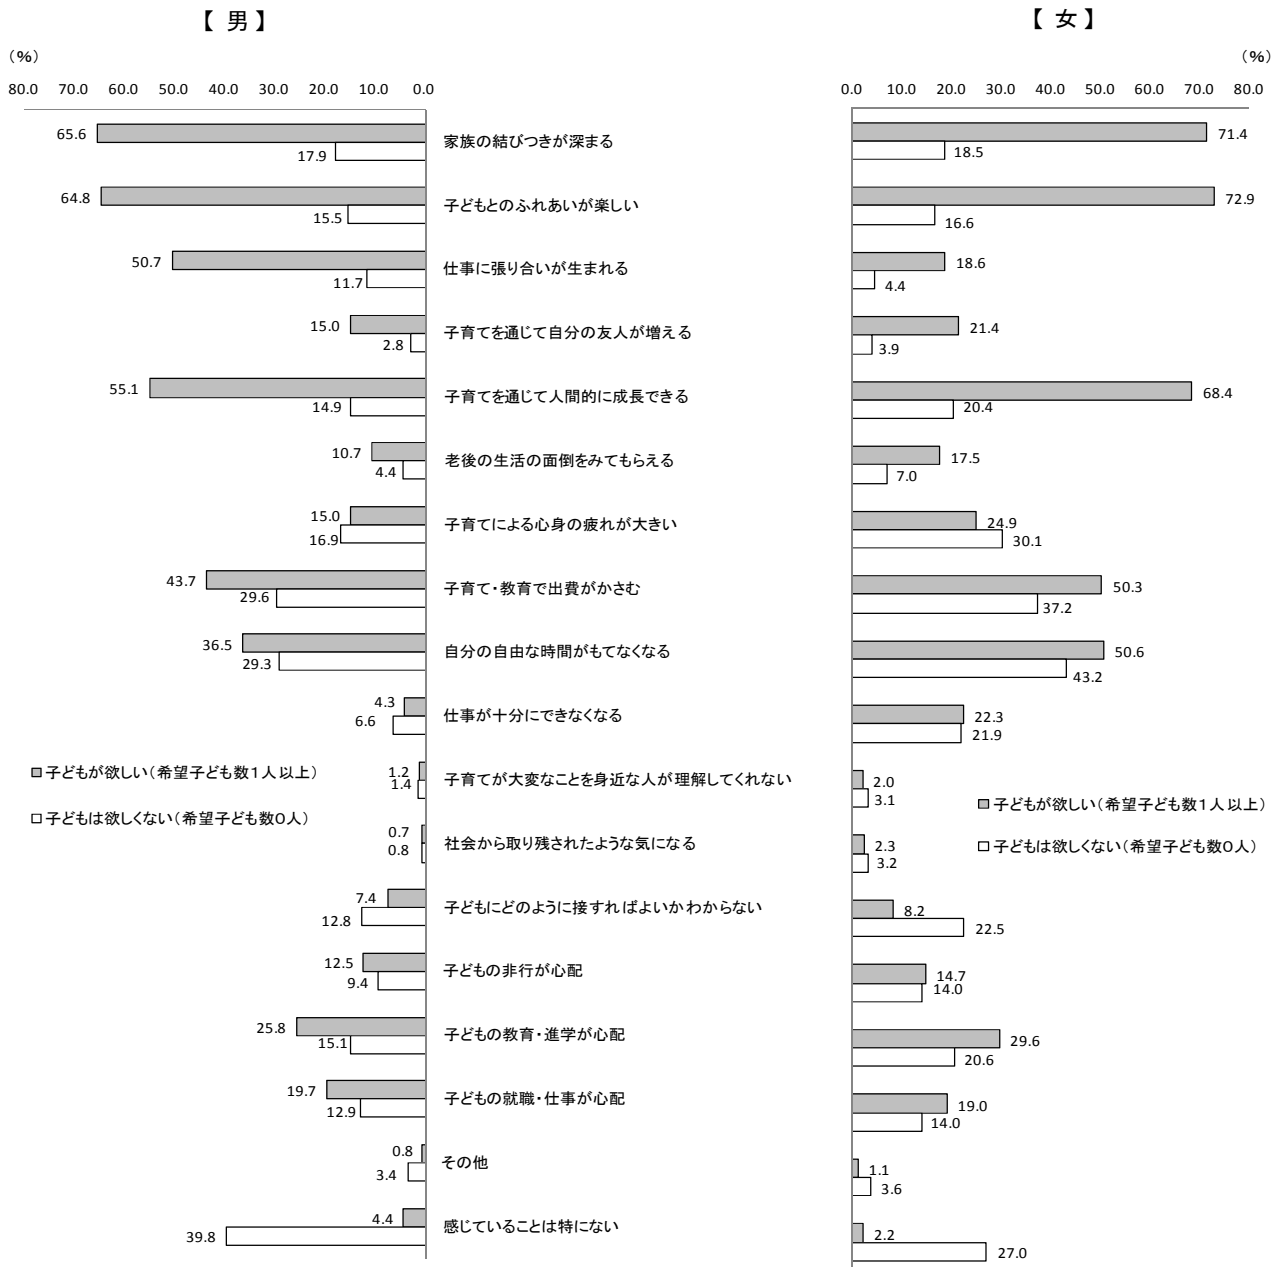 【 男 】
【 女 】
(%)
(%)
80.0 70.0 60.0 50.0 40.0 30.0 20.0 10.0 0.0
0.0 10.0 20.0 30.0 40.0 50.0 60.0 70.0 80.0
65.6
17.9
家族の結びつきが深まる
71.4
18.5
64.8
15.5
子どもとのふれあいが楽しい
72.9
16.6
50.7
11.7
仕事に張り合いが生まれる
18.6
4.4
15.0
2.8
子育てを通じて自分の友人が増える
21.4
3.9
55.1
14.9
子育てを通じて人間的に成長できる
68.4
20.4
10.7
4.4
老後の生活の面倒をみてもらえる
17.5
7.0
15.0
16.9
子育てによる心身の疲れが大きい
24.9
30.1
43.7
29.6
子育て・教育で出費がかさむ
50.3
37.2
36.5
29.3
自分の自由な時間がもてなくなる
50.6
43.2
4.3
6.6
仕事が十分にできなくなる
22.3
21.9
子どもが欲しい(希望子ども数1人以上)
1.2
1.4
子育てが大変なことを身近な人が理解してくれない
2.0
3.1
子どもが欲しい(希望子ども数1人以上)
子どもは欲しくない(希望子ども数0人)
0.7
0.8
社会から取り残されたような気になる
2.3
3.2
子どもは欲しくない(希望子ども数0人)
7.4
12.8
子どもにどのように接すればよいかわからない
8.2
22.5
12.5
9.4
子どもの非行が心配
14.7
14.0
25.8
15.1
子どもの教育・進学が心配
29.6
20.6
19.7
12.9
子どもの就職・仕事が心配
19.0
14.0
0.8
3.4
その他
1.1
3.6
4.4
39.8
感じていることは特にない
2.2
27.0